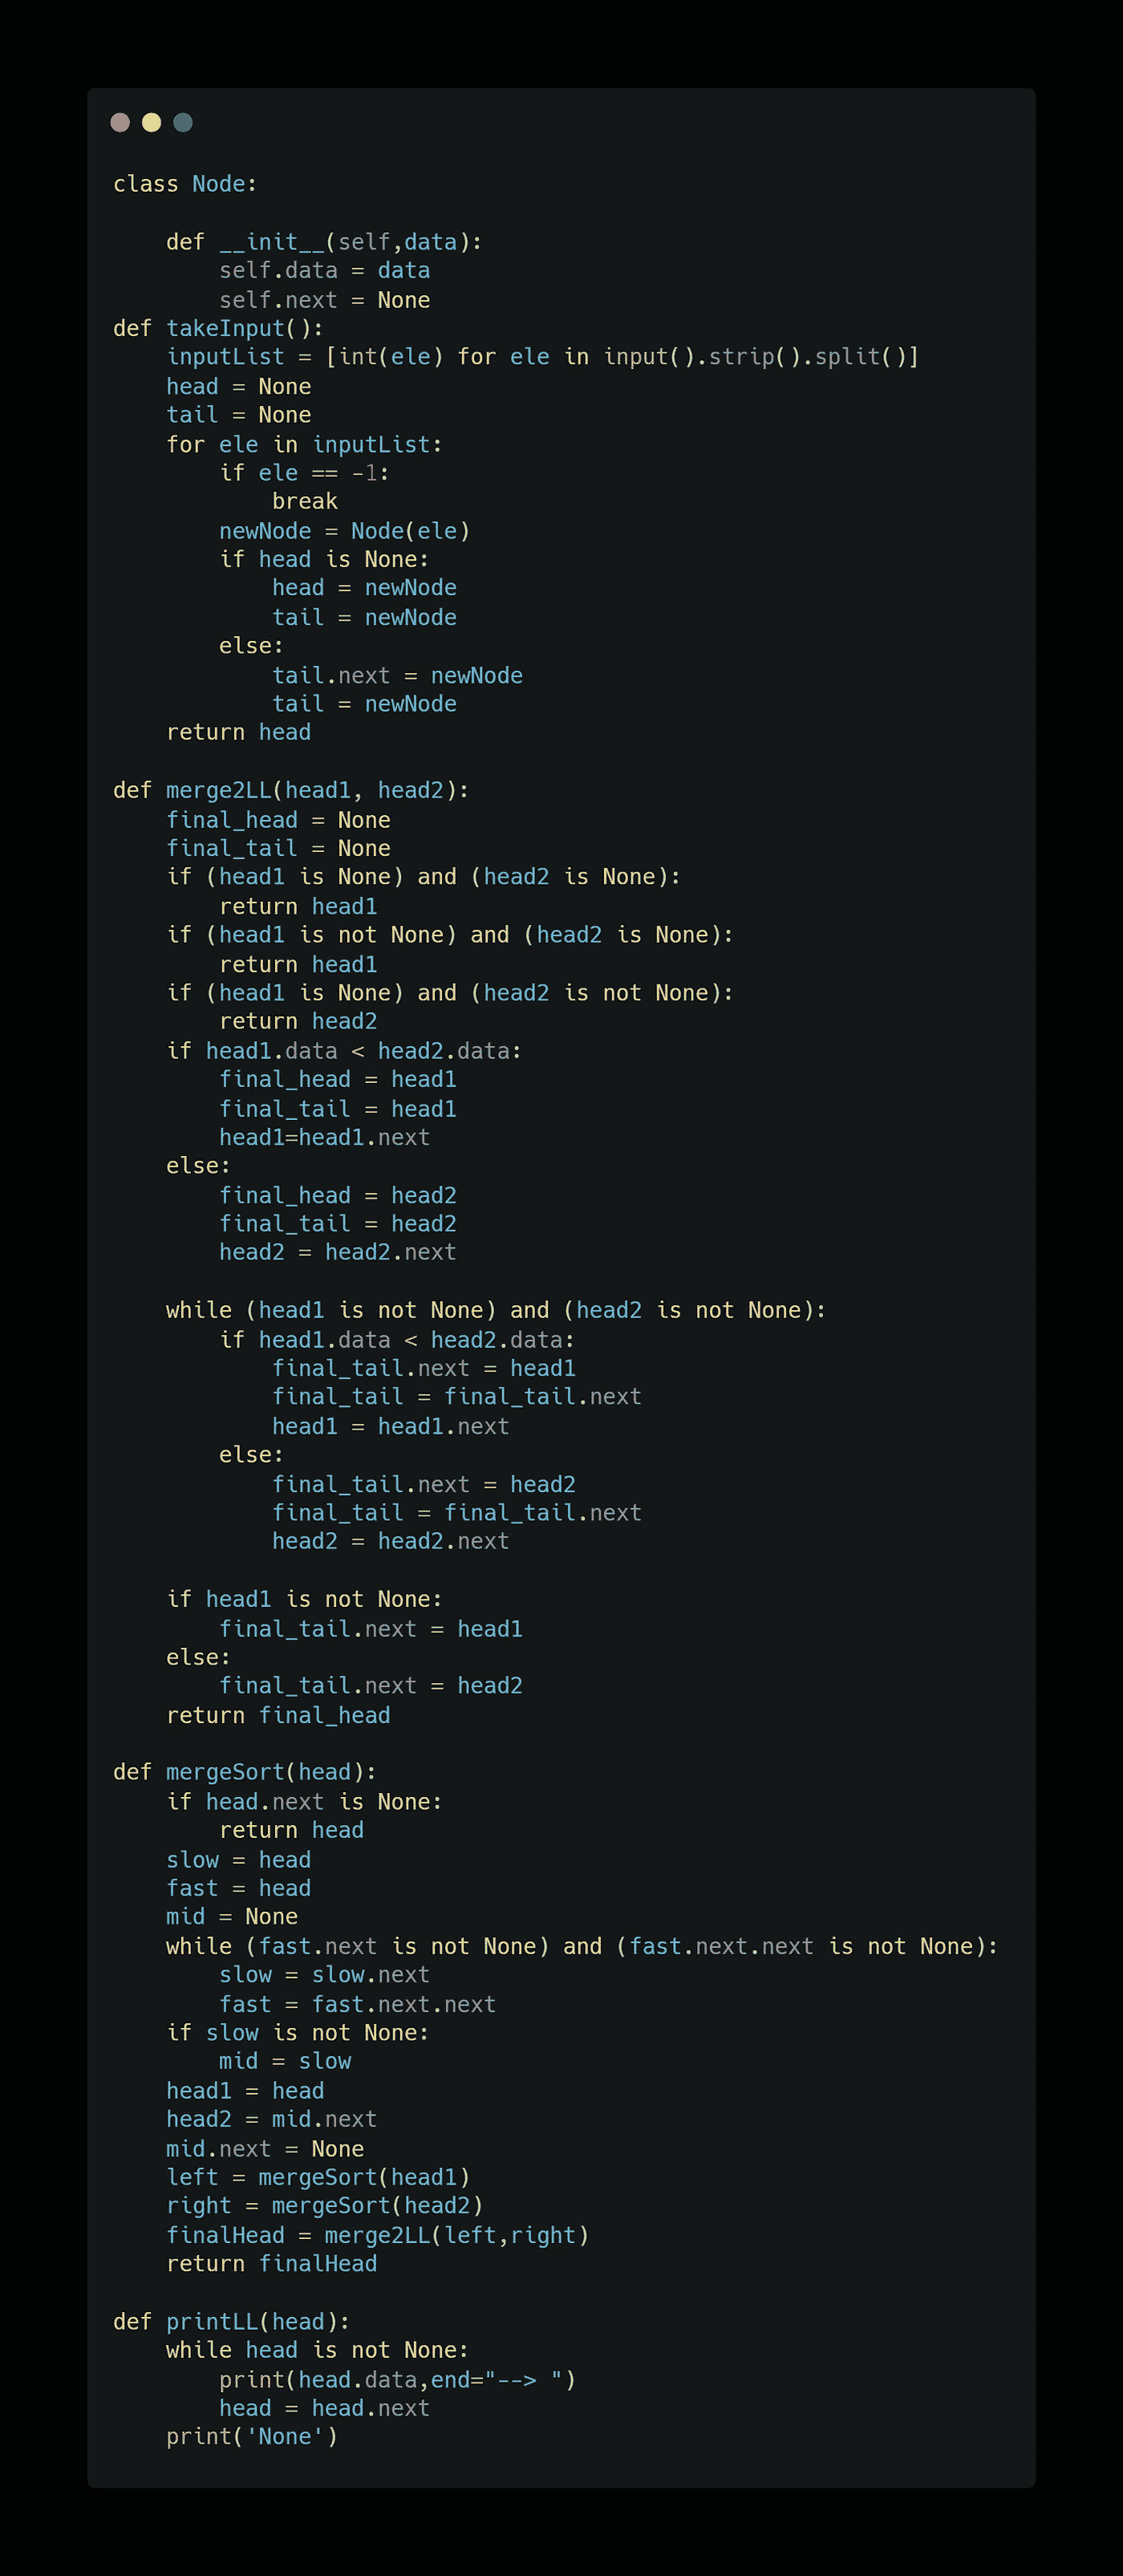 class Node:

    def __init__(self,data):
        self.data = data
        self.next = None
def takeInput():
    inputList = [int(ele) for ele in input().strip().split()]
    head = None
    tail = None
    for ele in inputList:
        if ele == -1:
            break
        newNode = Node(ele)
        if head is None:
            head = newNode
            tail = newNode
        else:
            tail.next = newNode
            tail = newNode
    return head

def merge2LL(head1, head2):
    final_head = None
    final_tail = None
    if (head1 is None) and (head2 is None):
        return head1
    if (head1 is not None) and (head2 is None):
        return head1
    if (head1 is None) and (head2 is not None):
        return head2
    if head1.data < head2.data:
        final_head = head1
        final_tail = head1
        head1=head1.next
    else:
        final_head = head2
        final_tail = head2
        head2 = head2.next

    while (head1 is not None) and (head2 is not None):
        if head1.data < head2.data:
            final_tail.next = head1
            final_tail = final_tail.next
            head1 = head1.next
        else:
            final_tail.next = head2
            final_tail = final_tail.next
            head2 = head2.next

    if head1 is not None:
        final_tail.next = head1
    else:
        final_tail.next = head2
    return final_head

def mergeSort(head):
    if head.next is None:
        return head
    slow = head
    fast = head
    mid = None
    while (fast.next is not None) and (fast.next.next is not None):
        slow = slow.next
        fast = fast.next.next
    if slow is not None:
        mid = slow
    head1 = head
    head2 = mid.next
    mid.next = None
    left = mergeSort(head1)
    right = mergeSort(head2)
    finalHead = merge2LL(left,right)
    return finalHead

def printLL(head):
    while head is not None:
        print(head.data,end="--> ")
        head = head.next
    print('None')